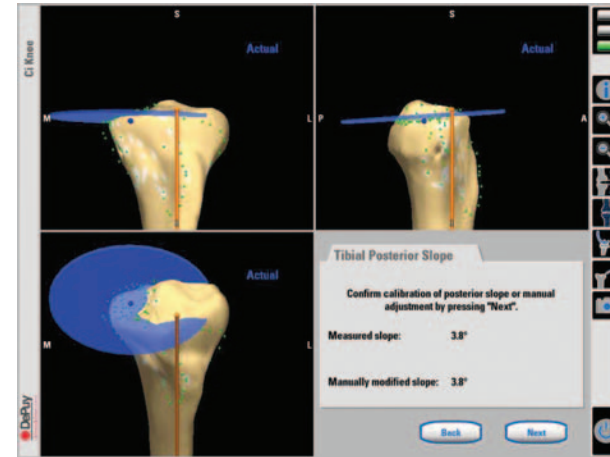 Ci Knee
S
Actual
M
L
S
Actual
P
A
Actual
M
L
Tibial Posterior Slope
Confirm calibration of posterior slope or manual
adjustment by pressing "Next".
Measured slope: 3.8°
Manually modified slope: 3.8°
Back
Next
DePuy